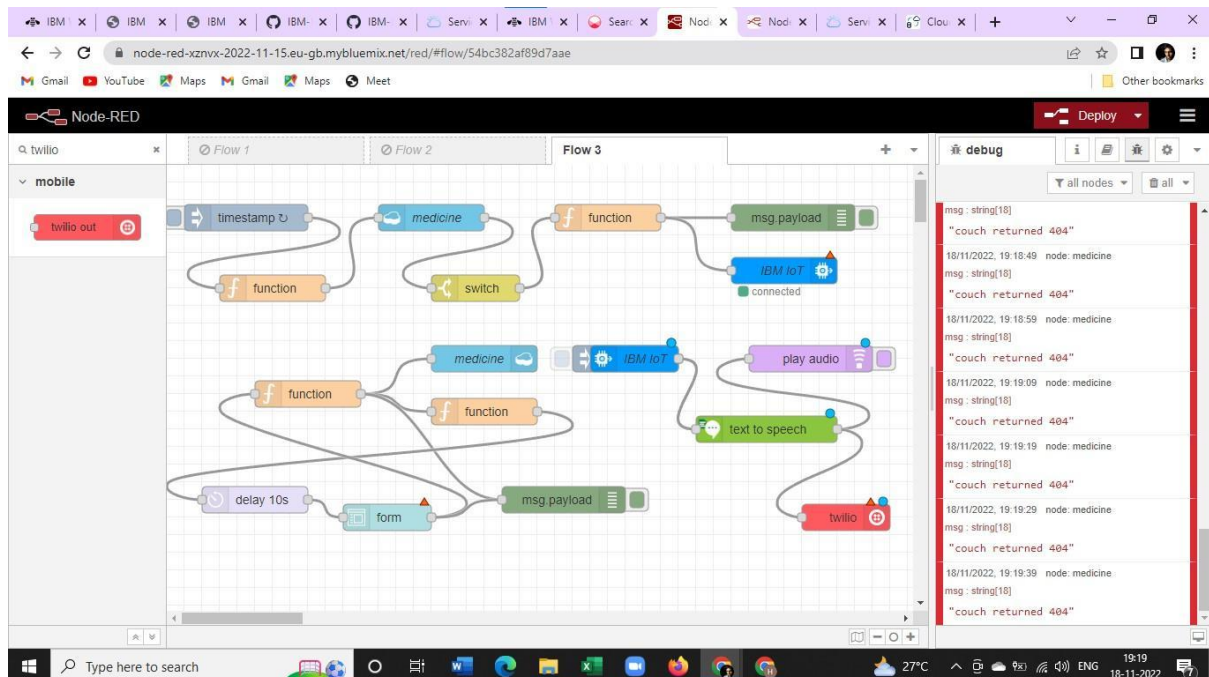 IBM \ X IBM X IBM X IBM- X IBM- X Servi X IBM \ X Searc X Node X Node X Servi X Clou X +
node-red-xznvx-2022-11-15.eu-gb.mybluemix.net/red/#flow/54bc382af89d7aae
Gmail YouTube Maps Gmail Maps Meet Other bookmarks
Node-RED Deploy
twilio
Flow 1 Flow 2 Flow 3 debug
mobile
all nodes all
twilio out
timestamp ↻
medicine
function
msg.payload
function
switch
IBM IoT
connected
medicine
IBM IoT
play audio
function
function
text to speech
delay 10s
form
msg.payload
twilio
msg : string[18]
"couch returned 404"
18/11/2022, 19:18:49 node: medicine
msg : string[18]
"couch returned 404"
18/11/2022, 19:18:59 node: medicine
msg : string[18]
"couch returned 404"
18/11/2022, 19:19:09 node: medicine
msg : string[18]
"couch returned 404"
18/11/2022, 19:19:19 node: medicine
msg : string[18]
"couch returned 404"
18/11/2022, 19:19:29 node: medicine
msg : string[18]
"couch returned 404"
18/11/2022, 19:19:39 node: medicine
msg : string[18]
"couch returned 404"
Type here to search
27°C
ENG
19:19
18-11-2022